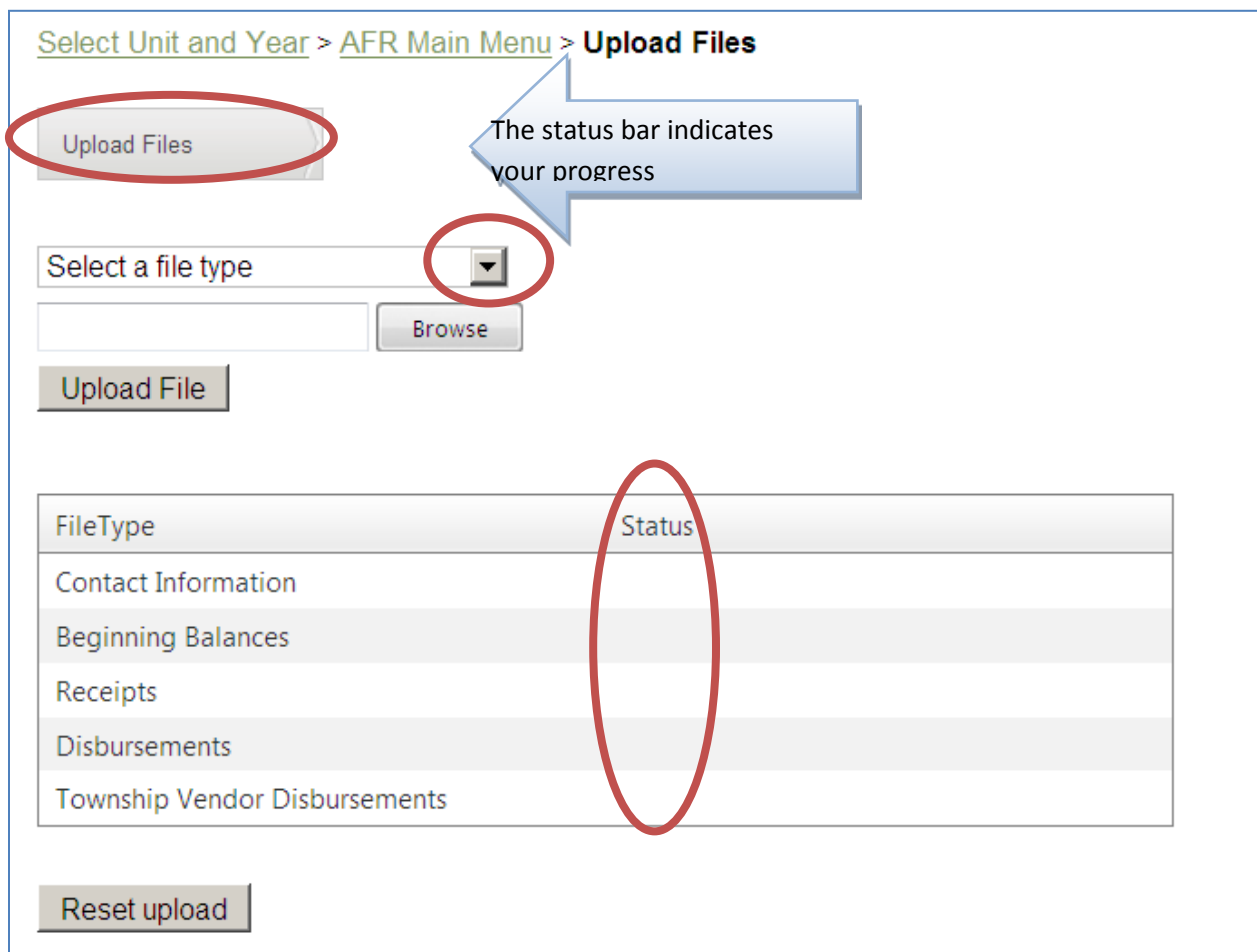 Select Unit and Year > AFR Main Menu > Upload Files
Upload Files
The status bar indicates
your progress
Select a file type
Browse
Upload File
FileType Status
Contact Information
Beginning Balances
Receipts
Disbursements
Township Vendor Disbursements
Reset upload